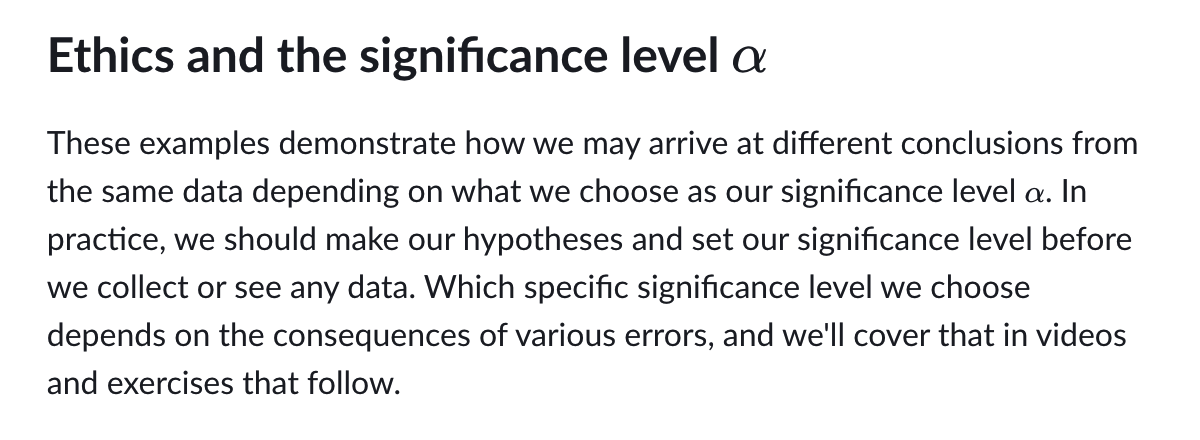 Ethics and the significance level α
These examples demonstrate how we may arrive at different conclusions from
the same data depending on what we choose as our significance level α. In
practice, we should make our hypotheses and set our significance level before
we collect or see any data. Which specific significance level we choose
depends on the consequences of various errors, and we'll cover that in videos
and exercises that follow.